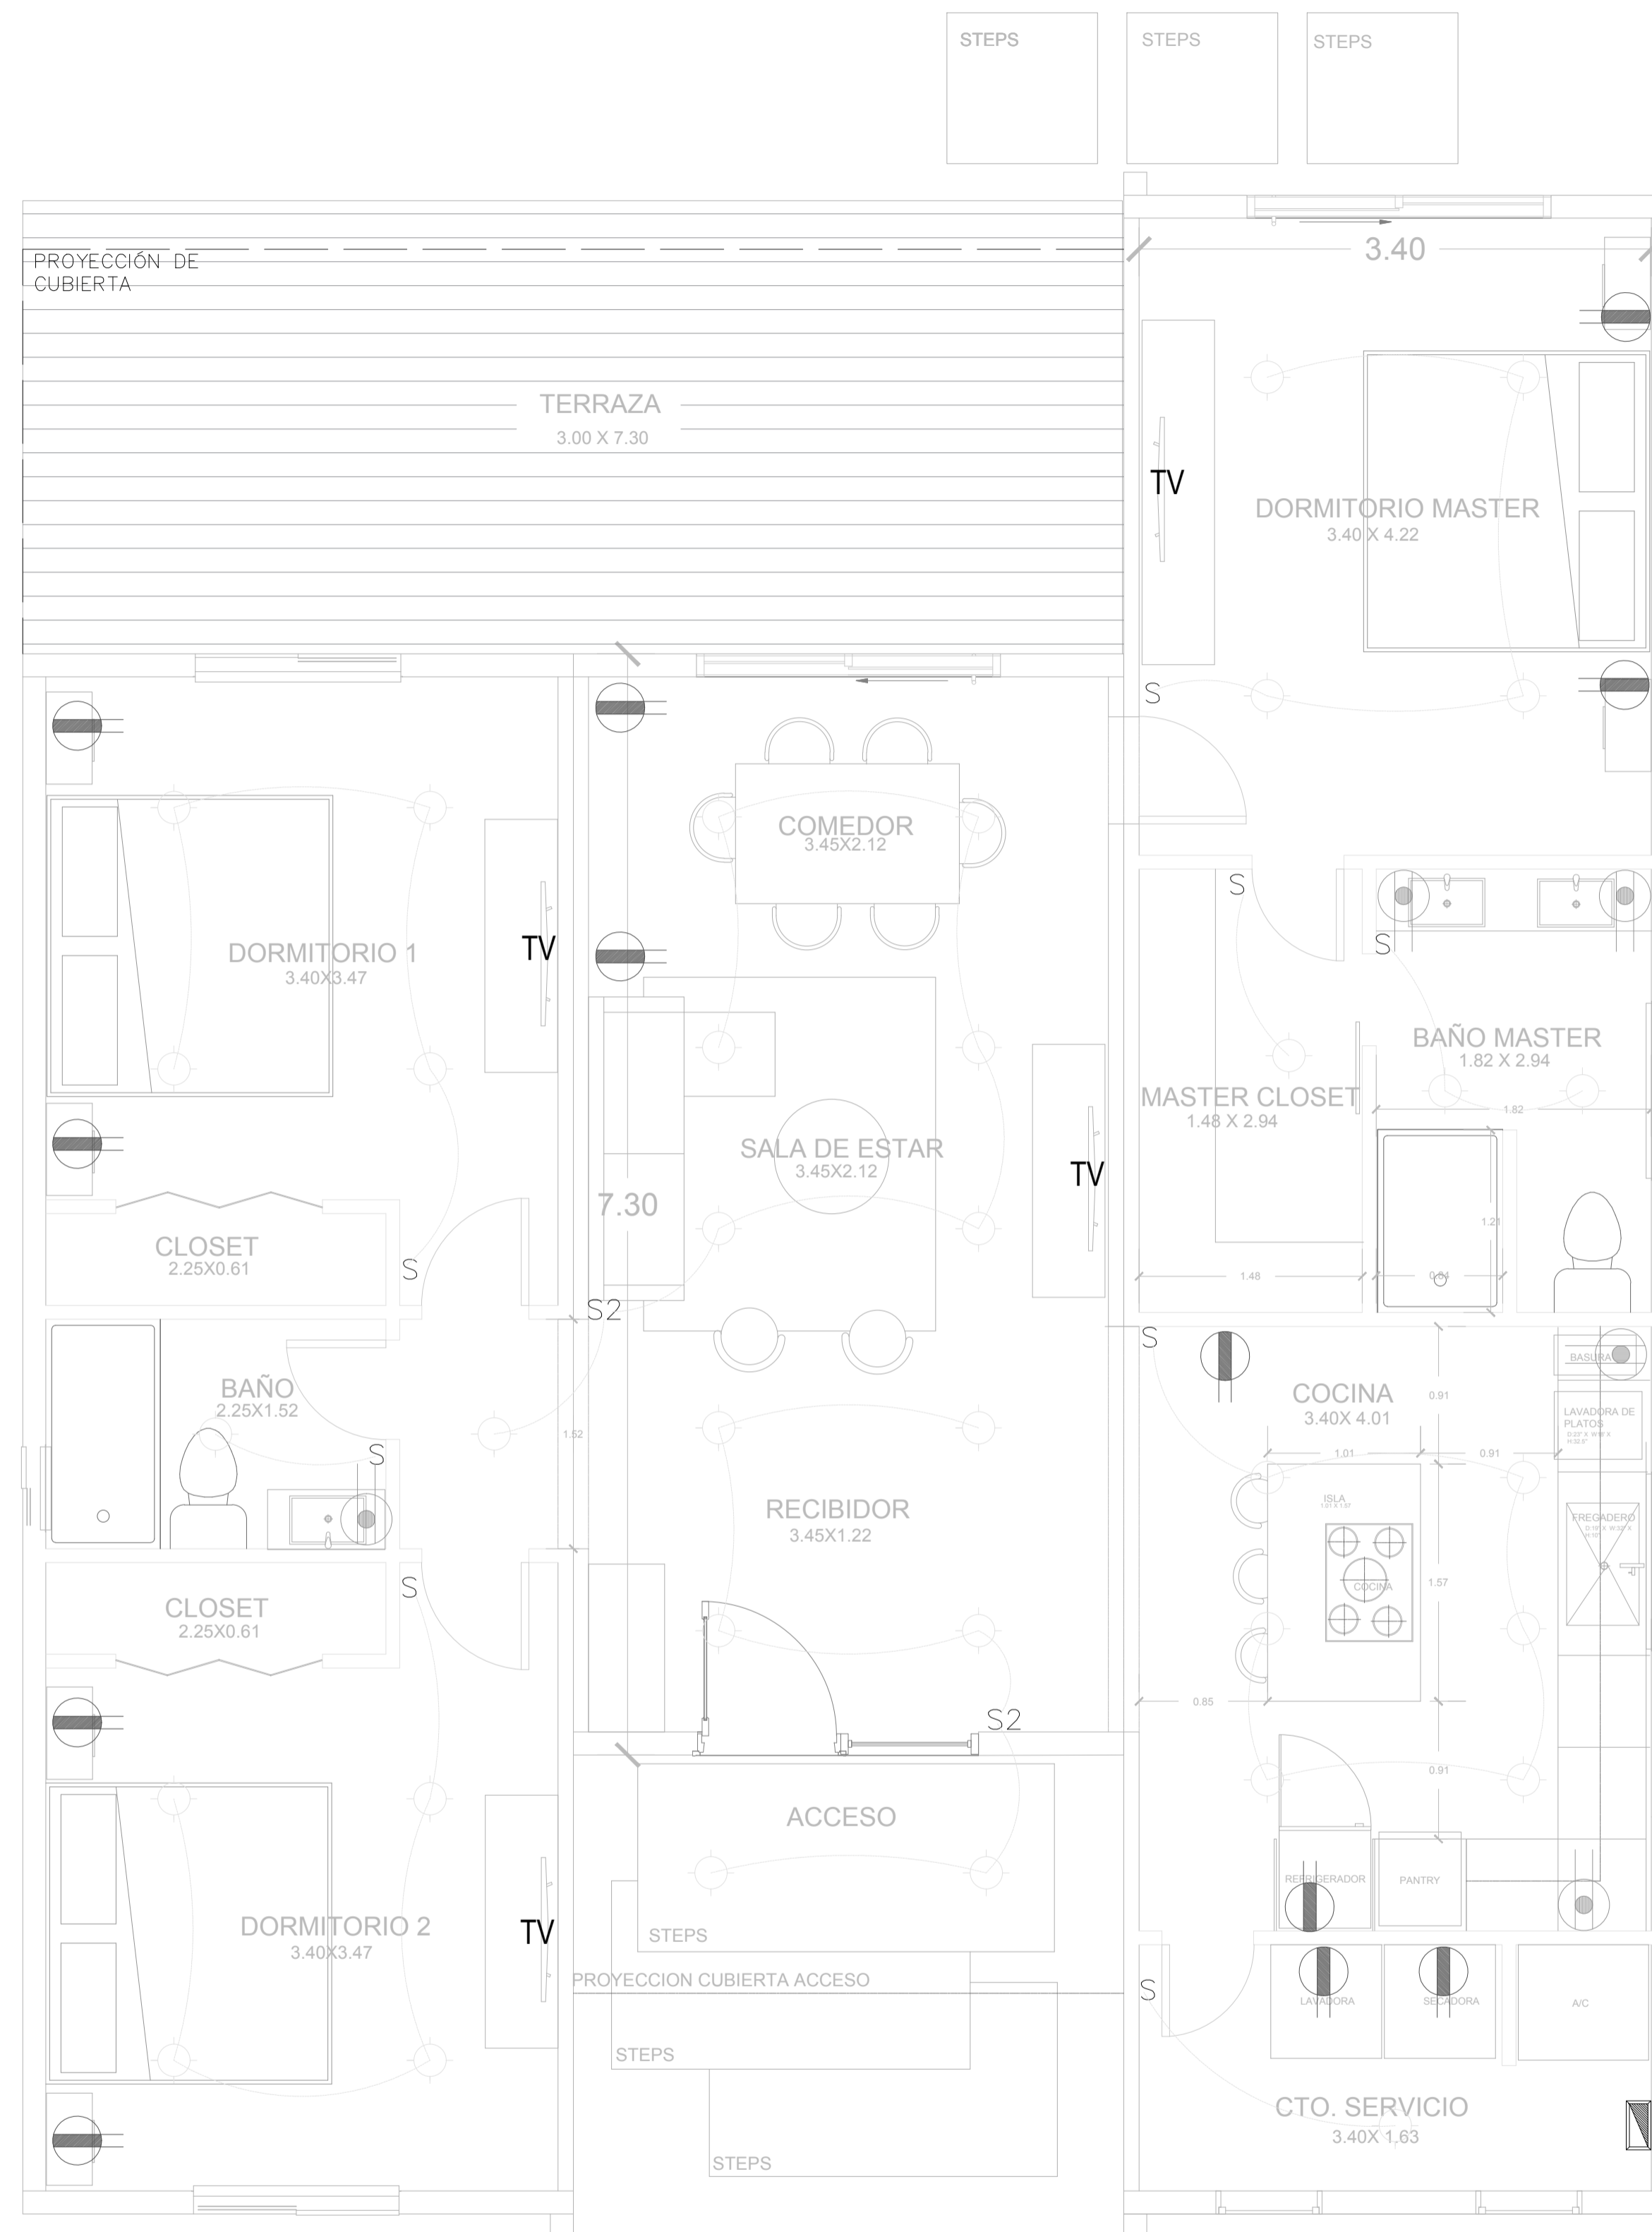 STEPS
STEPS
STEPS
PROYECCIÓN DE
CUBIERTA
3.40
TERRAZA
3.00 X 7.30
TV
DORMITORIO MASTER
3.40 X 4.22
S
COMEDOR
3.45X2.12
S
S
DORMITORIO 1
3.40X3.47
TV
BAÑO MASTER
1.82 X 2.94
MASTER CLOSET
1.48 X 2.94
1.82
SALA DE ESTAR
3.45X2.12
TV
7.30
1.21
CLOSET
2.25X0.61
S
1.48
0.84
S2
S
BASURA
BAÑO
2.25X1.52
COCINA
3.40X 4.01
0.91
LAVADORA DE
PLATOS
1.52
S
1.01
0.91
RECIBIDOR
3.45X1.22
ISLA
1.01 X 1.57
FREGADERO
COCINA
1.57
S
CLOSET
2.25X0.61
0.85
S2
0.91
ACCESO
REFRIGERADOR
PANTRY
DORMITORIO 2
3.40X3.47
TV
STEPS
PROYECCION CUBIERTA ACCESO
S
LAVADORA
SECADORA
A/C
STEPS
CTO. SERVICIO
3.40X 1.63
STEPS